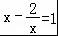 x − 2/x = 1